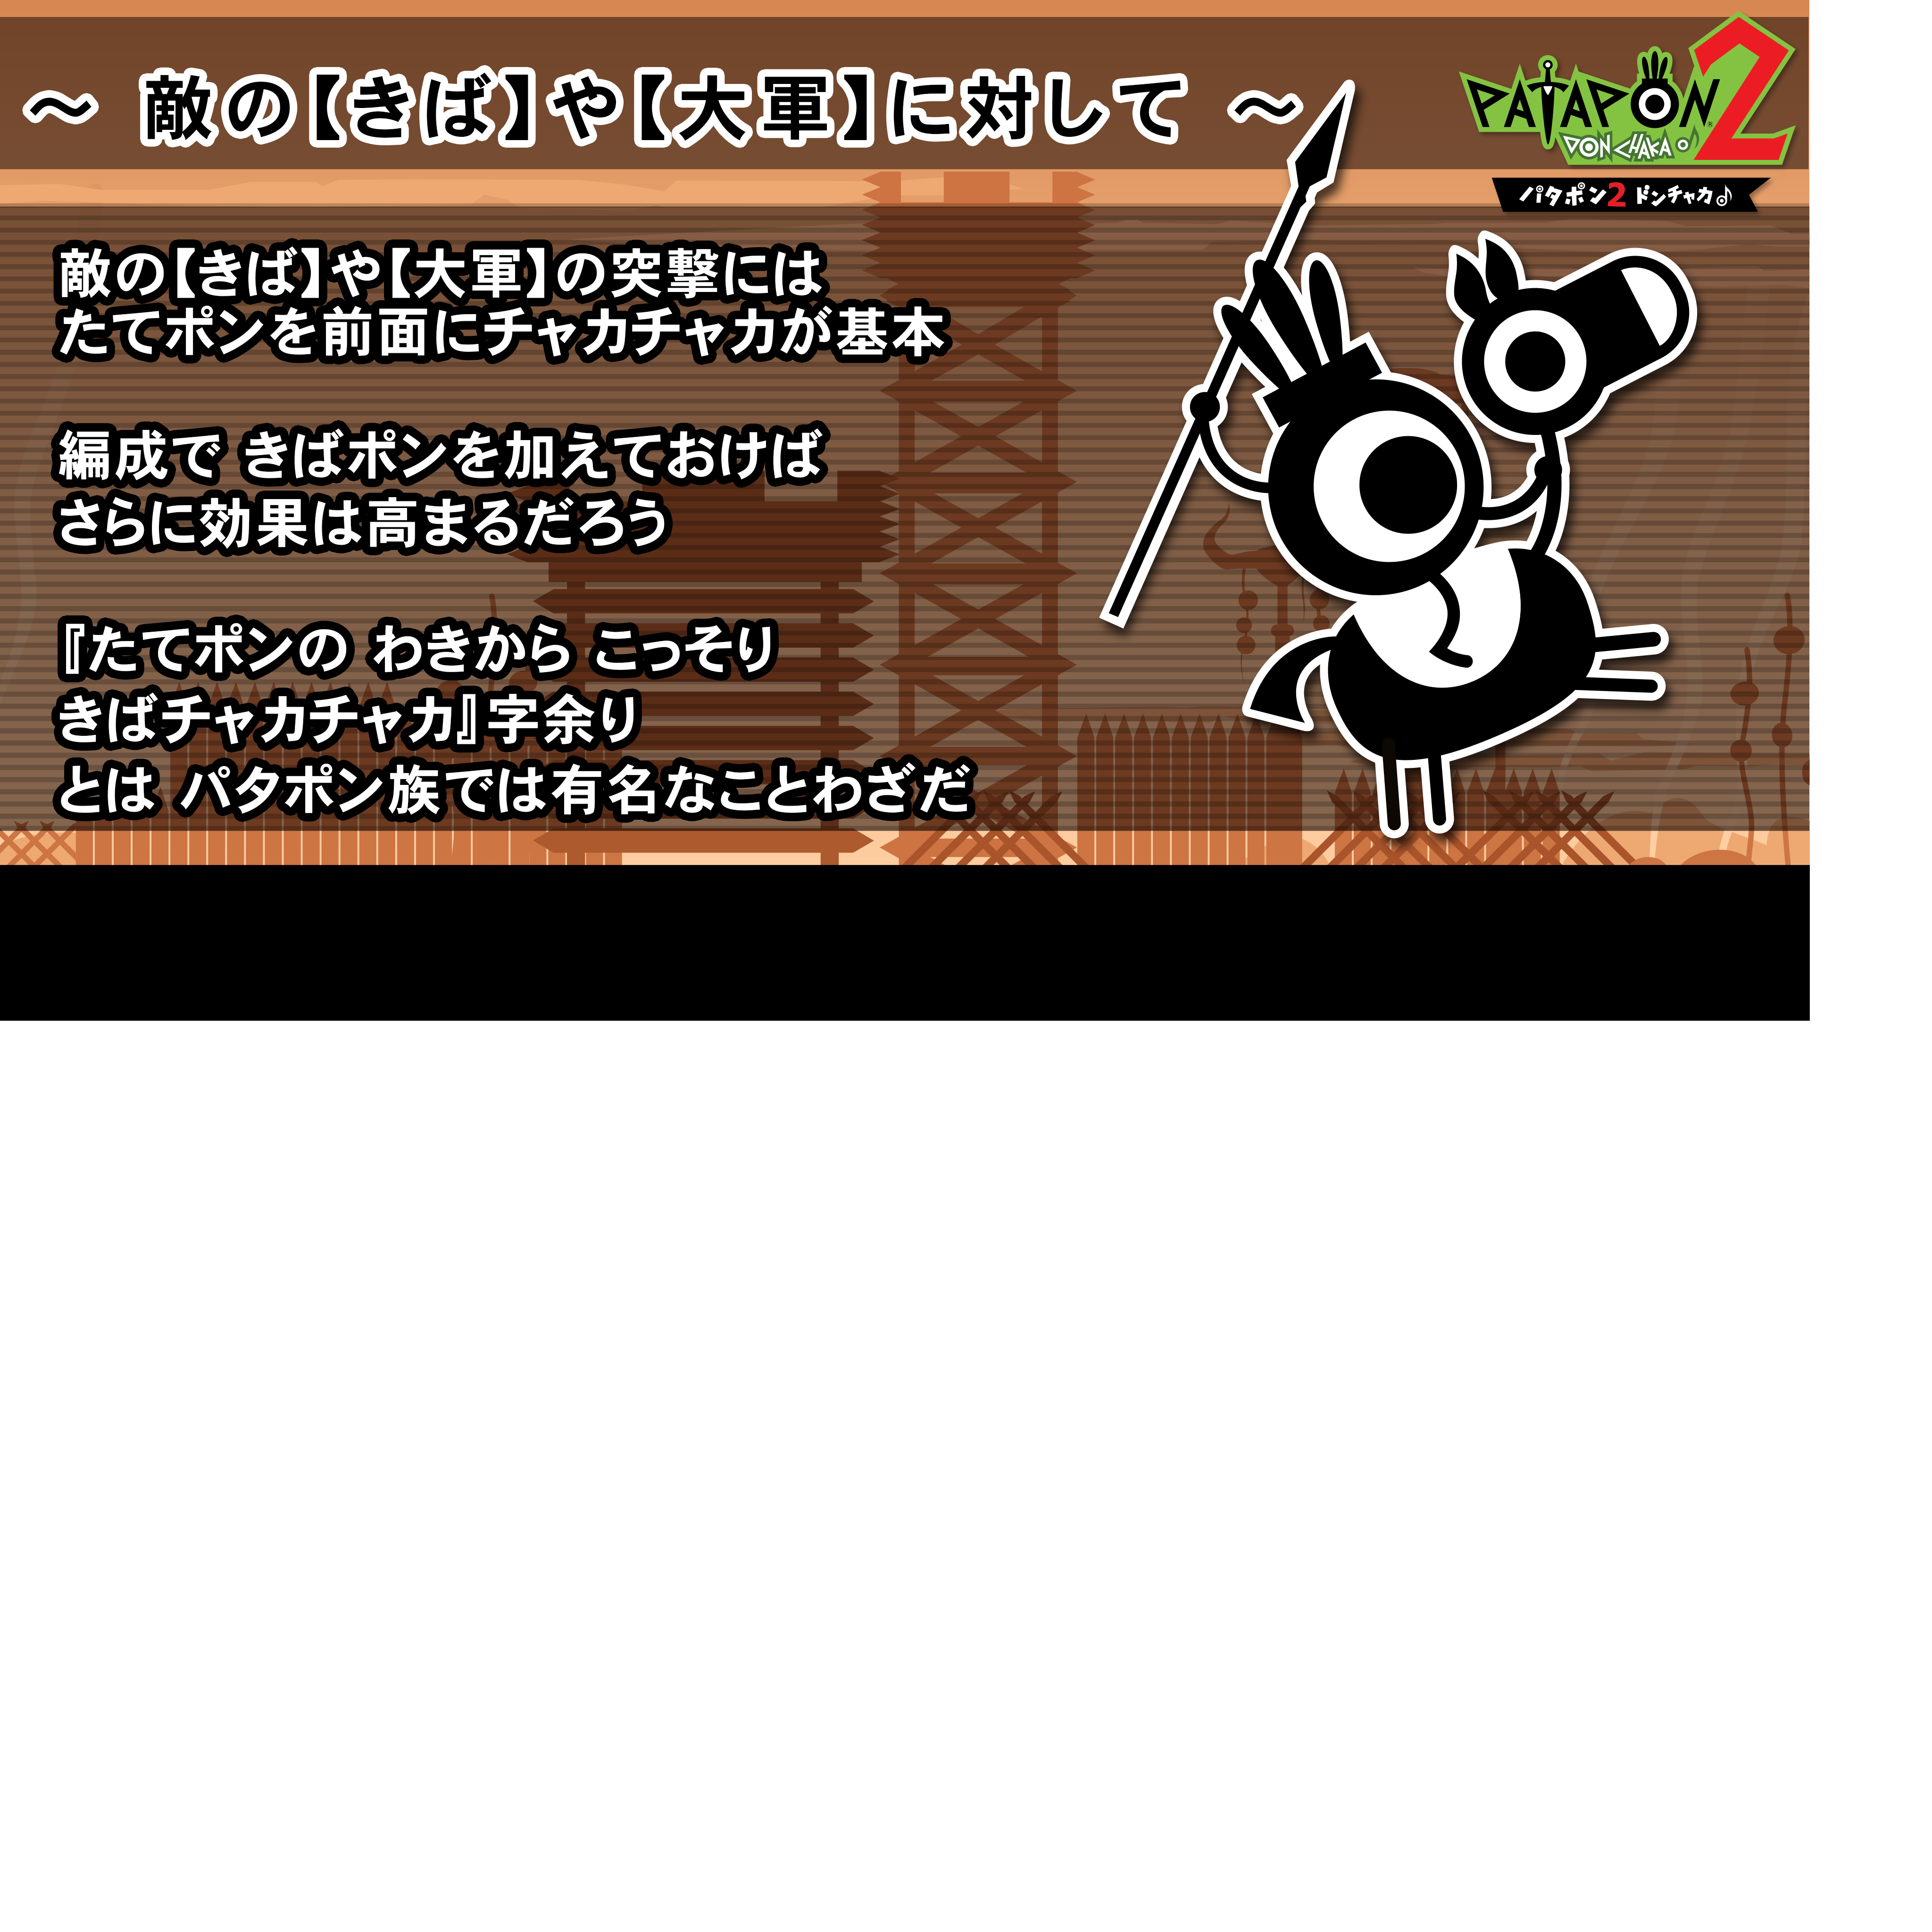 ～ 敵の【きば】や【大軍】に対して ～
PATAPON2
DON CHAKA♪
パタポン2 ドンチャカ♪
敵の【きば】や【大軍】の突撃には
たてポンを前面にチャカチャカが基本
編成で きばポンを加えておけば
さらに効果は高まるだろう
『たてポンの わきから こっそり
きばチャカチャカ』字余り
とは パタポン族では有名なことわざだ